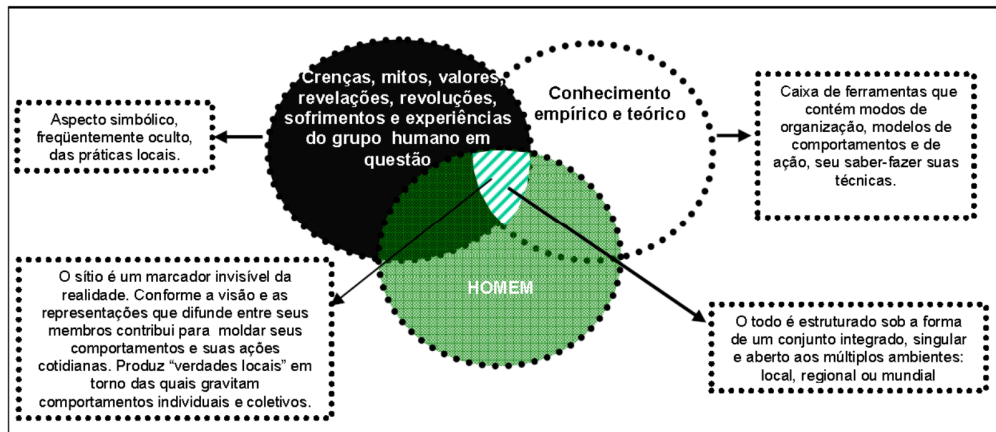 Crenças, mitos, valores,
revelações, revoluções,
sofrimentos e experiências
do grupo humano em
questão
Conhecimento
empírico e teórico
Aspecto simbólico,
freqüentemente oculto,
das práticas locais.
Caixa de ferramentas que
contém modos de
organização, modelos de
comportamentos e de
ação, seu saber-fazer suas
técnicas.
HOMEM
O sítio é um marcador invisível da
realidade. Conforme a visão e as
representações que difunde entre seus
membros contribui para moldar seus
comportamentos e suas ações
cotidianas. Produz “verdades locais” em
torno das quais gravitam
comportamentos individuais e coletivos.
O todo é estruturado sob a forma
de um conjunto integrado, singular
e aberto aos múltiplos ambientes:
local, regional ou mundial